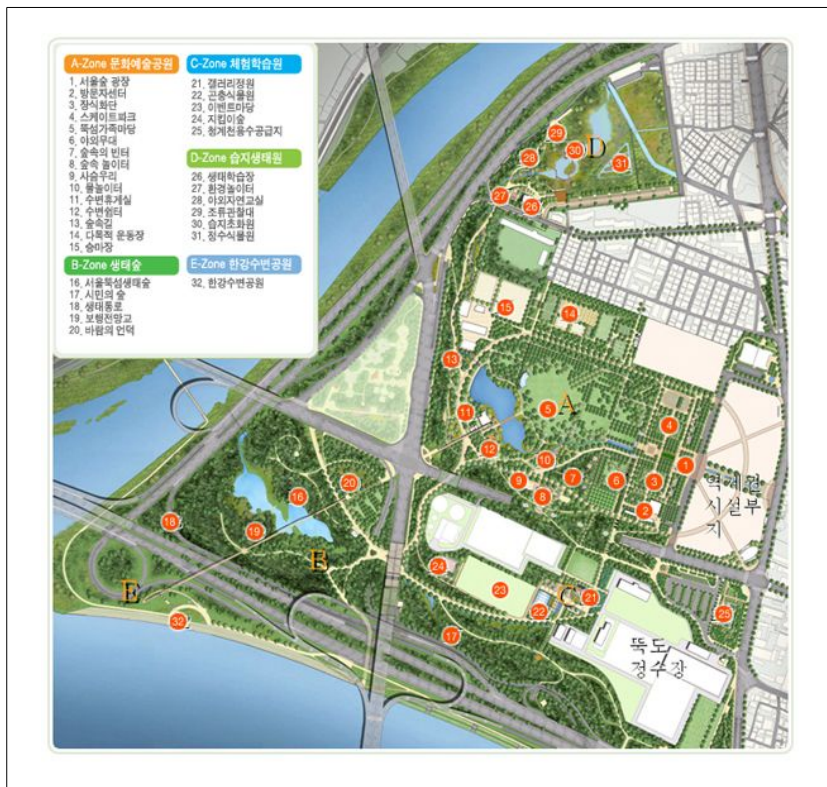 A-Zone 문화예술공원
1. 서울숲 광장
2. 방문자센터
3. 장식화단
4. 스케이트파크
5. 뚝섬가족마당
6. 야외무대
7. 숲속의 빈터
8. 숲속 놀이터
9. 사슴우리
10. 물놀이터
11. 수변휴게실
12. 수변쉼터
13. 숲속길
14. 다목적 운동장
15. 승마장
B-Zone 생태숲
16. 서울뚝섬생태숲
17. 시민의 숲
18. 생태통로
19. 보행전망교
20. 바람의 언덕
C-Zone 체험학습원
21. 갤러리정원
22. 곤충식물원
23. 이벤트마당
24. 지킴이숲
25. 청계천용수공급지
D-Zone 습지생태원
26. 생태학습장
27. 환경놀이터
28. 야외자연교실
29. 조류관찰대
30. 습지초화원
31. 정수식물원
E-Zone 한강수변공원
32. 한강수변공원
29
D
30
28
31
27
26
15
14
13
A
11
5
4
12
10
1
9
7
6
3
8
2
역세권
시설부
지
20
16
18
19
B
E
32
24
23
22
C
21
25
17
뚝도
정수장